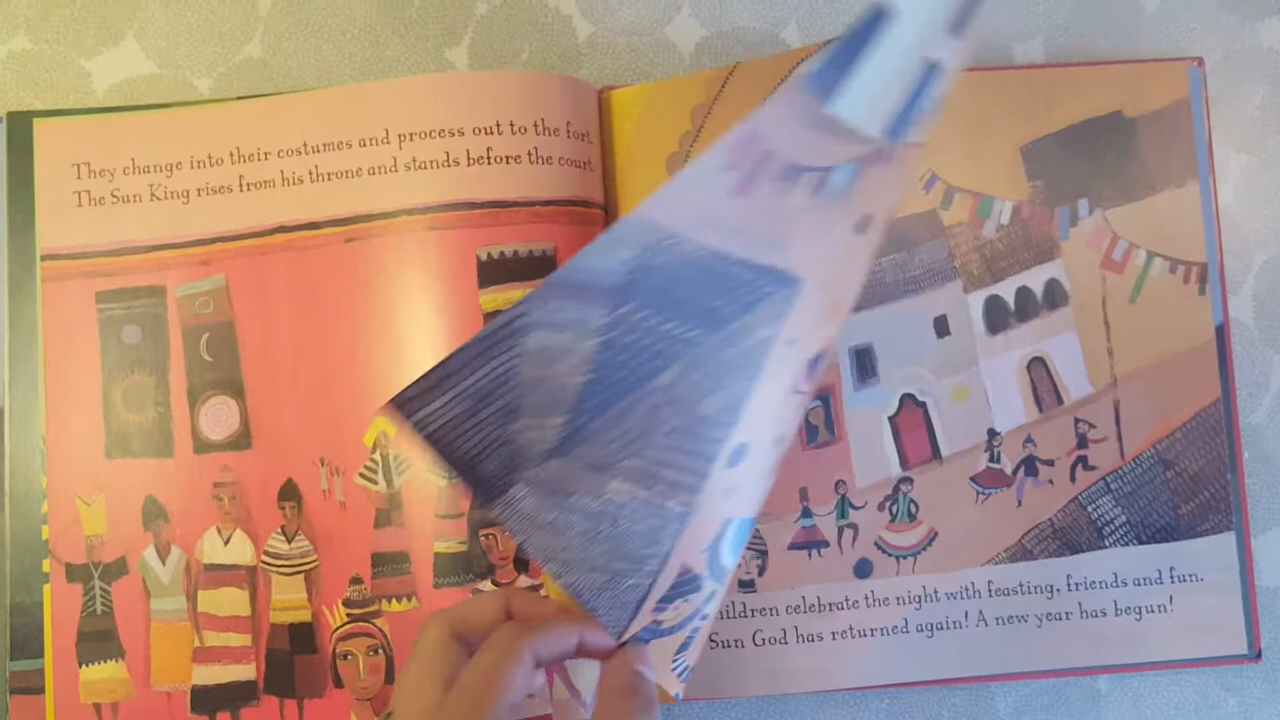 They change into their costumes and process out to the fort.
The Sun King rises from his throne and stands before the court.
celebrate the night with feasting, friends and fun.
Sun God has returned again! A new year has begun!